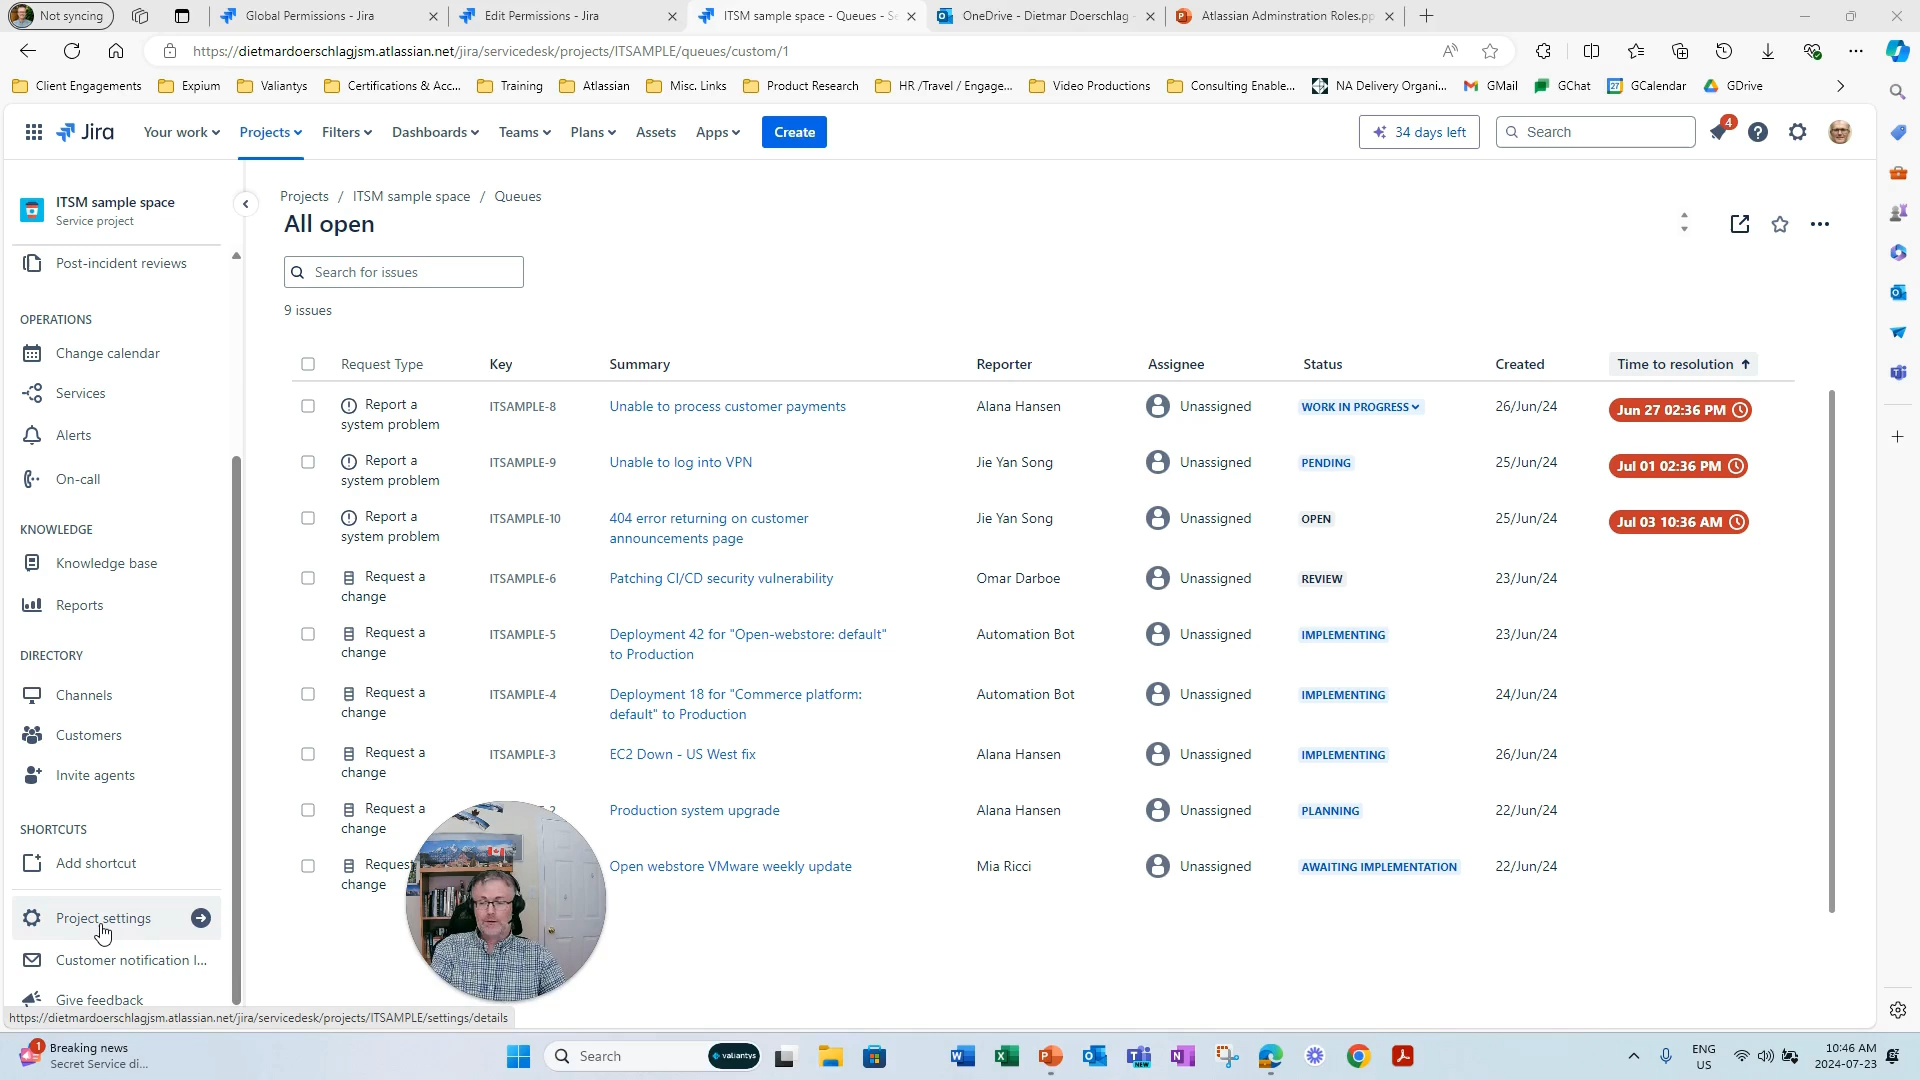 Not syncing
Global Permissions - Jira
Edit Permissions - Jira
ITSM sample space - Queues - Se
OneDrive - Dietmar Doerschlag -
Atlassian Adminstration Roles.pp
https://dietmardoerschlagjsm.atlassian.net/jira/servicedesk/projects/ITSAMPLE/queues/custom/1
Client Engagements
Expium
Valiantys
Certifications & Acc...
Training
Atlassian
Misc. Links
Product Research
HR /Travel / Engage...
Video Productions
Consulting Enable...
NA Delivery Organi...
GMail
GChat
GCalendar
GDrive
Jira
Your work
Projects
Filters
Dashboards
Teams
Plans
Assets
Apps
Create
34 days left
Search
4
ITSM sample space
Service project
Projects / ITSM sample space / Queues
All open
Post-incident reviews
Search for issues
9 issues
OPERATIONS
Change calendar
Services
Alerts
On-call
KNOWLEDGE
Knowledge base
Reports
DIRECTORY
Channels
Customers
Invite agents
SHORTCUTS
Add shortcut
Project settings
Customer notification l...
Give feedback
Request Type Key Summary Reporter Assignee Status Created Time to resolution
Report a system problem ITSAMPLE-8 Unable to process customer payments Alana Hansen Unassigned WORK IN PROGRESS 26/Jun/24 Jun 27 02:36 PM
Report a system problem ITSAMPLE-9 Unable to log into VPN Jie Yan Song Unassigned PENDING 25/Jun/24 Jul 01 02:36 PM
Report a system problem ITSAMPLE-10 404 error returning on customer announcements page Jie Yan Song Unassigned OPEN 25/Jun/24 Jul 03 10:36 AM
Request a change ITSAMPLE-6 Patching CI/CD security vulnerability Omar Darboe Unassigned REVIEW 23/Jun/24
Request a change ITSAMPLE-5 Deployment 42 for "Open-webstore: default" to Production Automation Bot Unassigned IMPLEMENTING 23/Jun/24
Request a change ITSAMPLE-4 Deployment 18 for "Commerce platform: default" to Production Automation Bot Unassigned IMPLEMENTING 24/Jun/24
Request a change ITSAMPLE-3 EC2 Down - US West fix Alana Hansen Unassigned IMPLEMENTING 26/Jun/24
Request a change Production system upgrade Alana Hansen Unassigned PLANNING 22/Jun/24
Request change Open webstore VMware weekly update Mia Ricci Unassigned AWAITING IMPLEMENTATION 22/Jun/24
https://dietmardoerschlagjsm.atlassian.net/jira/servicedesk/projects/ITSAMPLE/settings/details
1
Breaking news
Secret Service di...
Search
valiantys
NEW
ENG
US
10:46 AM
2024-07-23